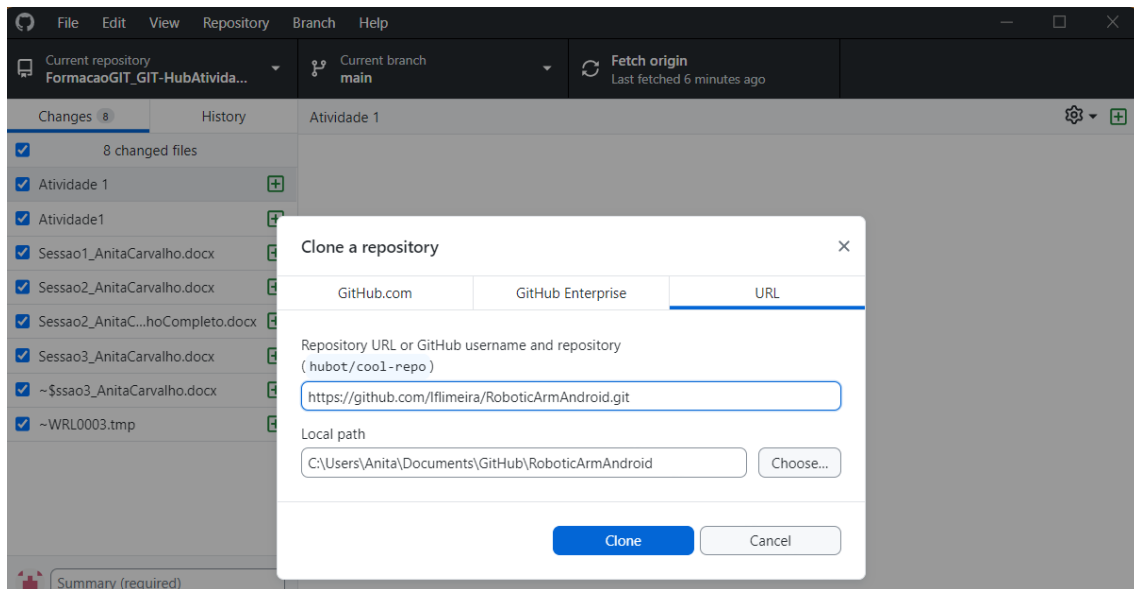 File Edit View Repository Branch Help
Current repository
FormacaoGIT_GIT-HubAtivida...
Current branch
main
Fetch origin
Last fetched 6 minutes ago
Changes 8 History
Atividade 1
8 changed files
Atividade 1
Atividade1
Sessao1_AnitaCarvalho.docx
Sessao2_AnitaCarvalho.docx
Sessao2_AnitaC...hoCompleto.docx
Sessao3_AnitaCarvalho.docx
~$ssao3_AnitaCarvalho.docx
~WRL0003.tmp
Summary (required)
Clone a repository
GitHub.com GitHub Enterprise URL
Repository URL or GitHub username and repository
(hubot/cool-repo)
https://github.com/lflimeira/RoboticArmAndroid.git
Local path
C:\Users\Anita\Documents\GitHub\RoboticArmAndroid
Choose...
Clone Cancel